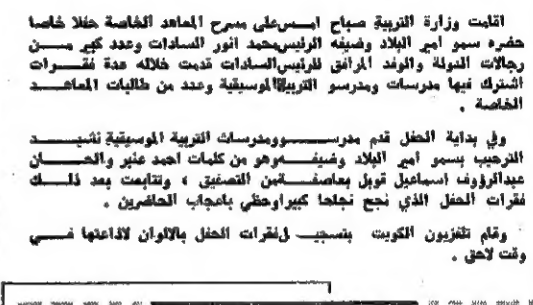 اقامت وزارة التربية صباح امس على مسرح المعاهد الخاصة حفلا خاصا
حضره سمو امير البلاد وضيفه الرئيس محمد انور السادات وعدد كبير من
رجالات الدولة والوفد المرافق للرئيس السادات قدمت خلاله عدة فقرات
اشترك فيها مدرسات ومدرسو التربية الموسيقية وعدد من طالبات المعاهد
الخاصة .
وفي بداية الحفل قدم مدرسو ومدرسات التربية الموسيقية نشيد
الترحيب بسمو امير البلاد وضيفه وهو من كلمات احمد عنبر والحان
عبدالرؤوف اسماعيل قوبل بعاصفة من التصفيق ، وتتابعت بعد ذلك
فقرات الحفل الذي نجح نجاحا كبيرا وحظي باعجاب الحاضرين .
وقام تلفزيون الكويت بتسجيل فقرات الحفل بالالوان لاذاعتها في
وقت لاحق .